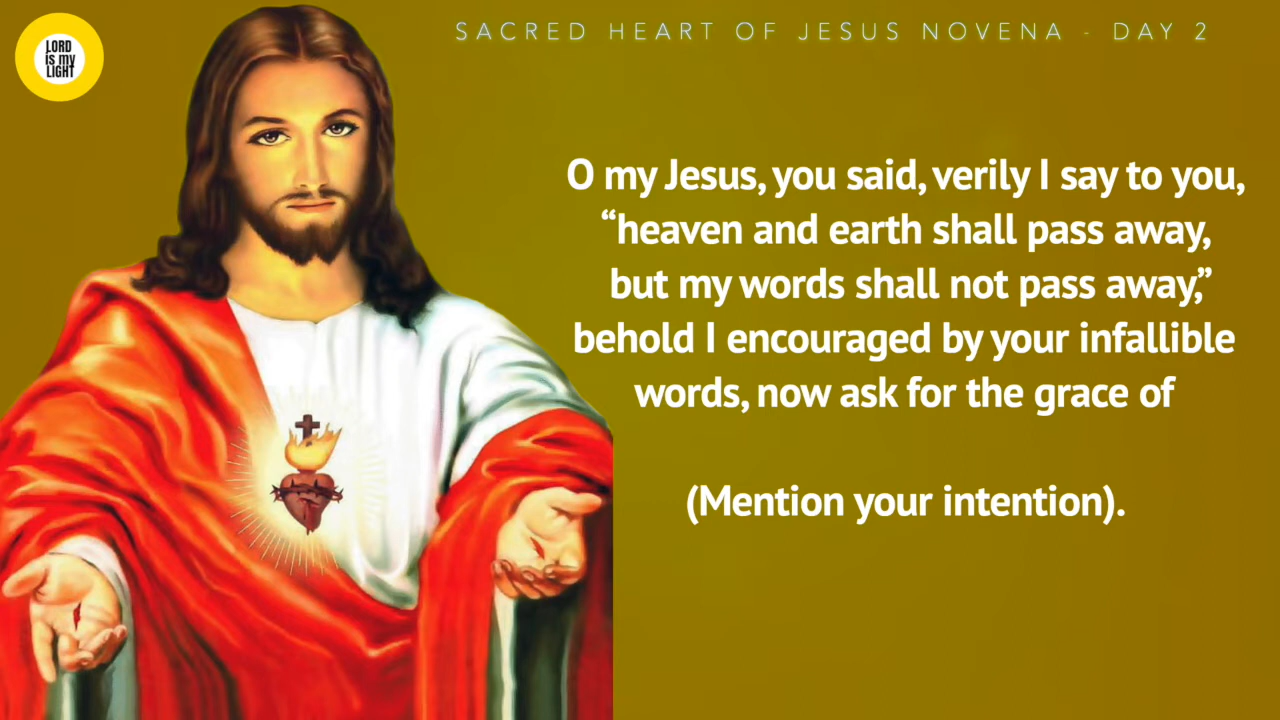 LORD
is my
LIGHT
SACRED HEART OF JESUS NOVENA - DAY 2
O my Jesus, you said, verily I say to you,
“heaven and earth shall pass away,
but my words shall not pass away,”
behold I encouraged by your infallible
words, now ask for the grace of
(Mention your intention).